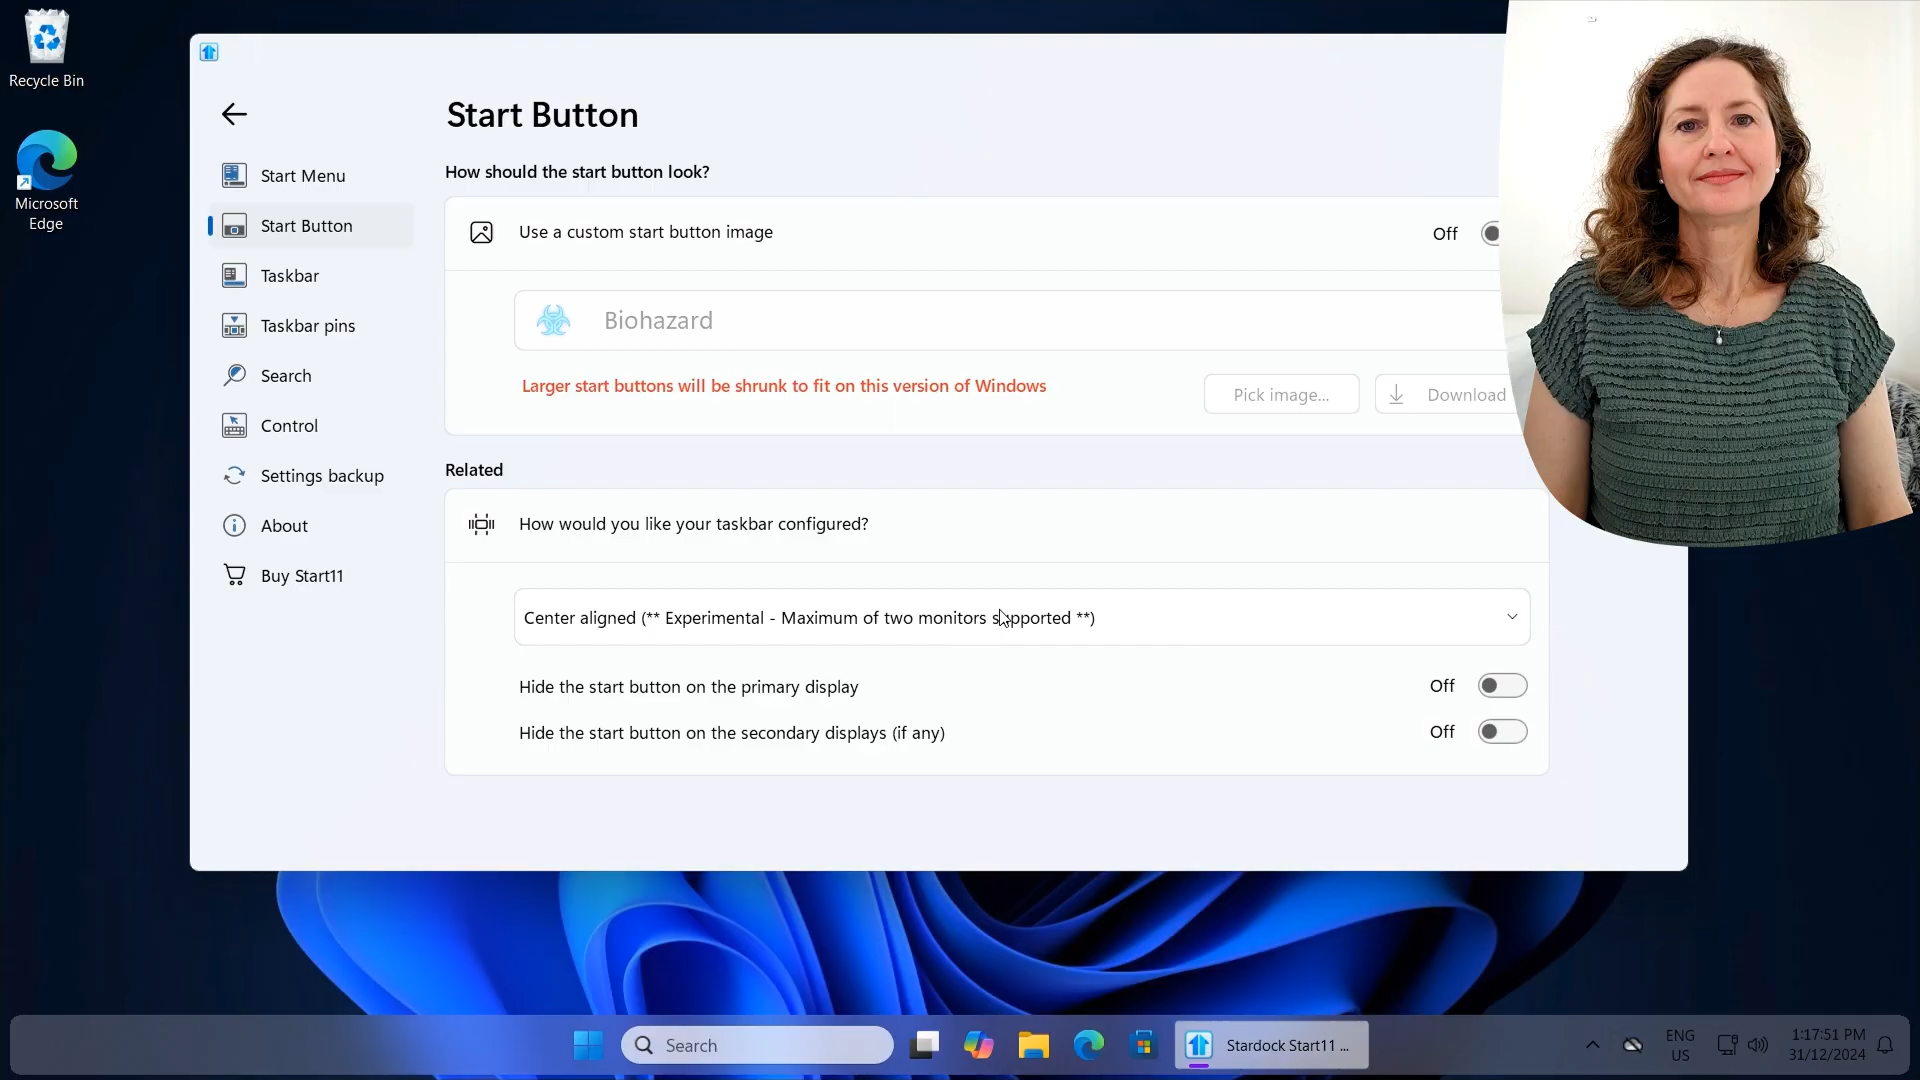 Recycle Bin
Microsoft
Edge
Start Button
Start Menu
Start Button
Taskbar
Taskbar pins
Search
Control
Settings backup
About
Buy Start11
How should the start button look?
Use a custom start button image
Off
Biohazard
Larger start buttons will be shrunk to fit on this version of Windows
Pick image...
Download
Related
How would you like your taskbar configured?
Center aligned (** Experimental - Maximum of two monitors supported **)
Hide the start button on the primary display
Off
Hide the start button on the secondary displays (if any)
Off
Search
Stardock Start11 ...
ENG
US
1:17:51 PM
31/12/2024